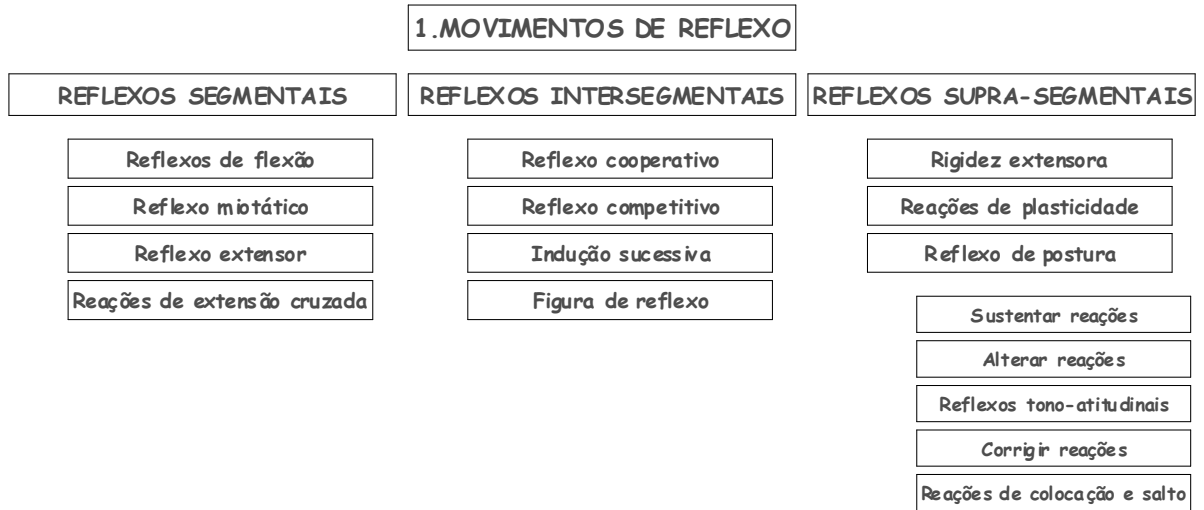 1.MOVIMENTOS DE REFLEXO
REFLEXOS SEGMENTAIS
Reflexos de flexão
Reflexo miotático
Reflexo extensor
Reações de extensão cruzada
REFLEXOS INTERSEGMENTAIS
Reflexo cooperativo
Reflexo competitivo
Indução sucessiva
Figura de reflexo
REFLEXOS SUPRA-SEGMENTAIS
Rigidez extensora
Reações de plasticidade
Reflexo de postura
Sustentar reações
Alterar reações
Reflexos tono-atitudinais
Corrigir reações
Reações de colocação e salto